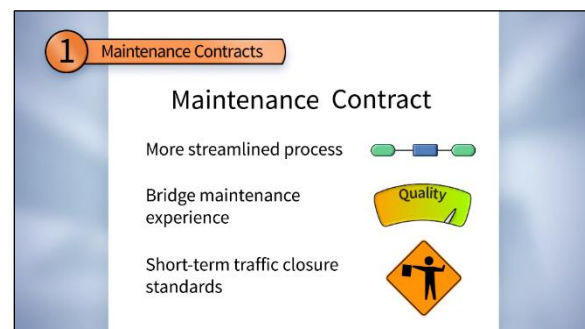 1
Maintenance Contracts
Maintenance Contract
More streamlined process
Bridge maintenance
experience
Quality
Short-term traffic closure
standards